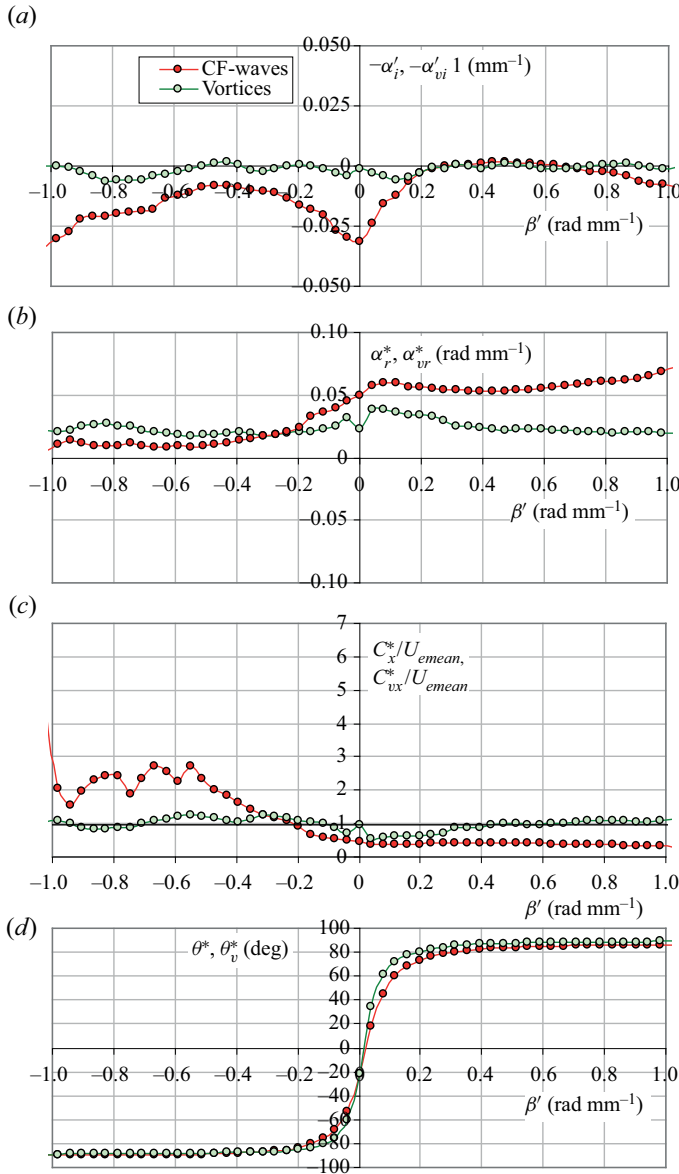 (a)
0.050
CF-waves
−α′i, −α′vi 1 (mm−1)
Vortices
0.025
0
−1.0 −0.8 −0.6 −0.4 −0.2 0 0.2 0.4 0.6 0.8 1.0
−0.025
β′ (rad mm−1)
−0.050
(b)
0.10
α*r, α*vr (rad mm−1)
0.05
0
−1.0 −0.8 −0.6 −0.4 −0.2 0 0.2 0.4 0.6 0.8 1.0
−0.05
β′ (rad mm−1)
−0.10
(c)
7
C*x/Uemean,
6
C*vx/Uemean
5
4
3
2
1
0
−1.0 −0.8 −0.6 −0.4 −0.2 0 0.2 0.4 0.6 0.8 1.0
β′ (rad mm−1)
(d)
100
θ*, θ*v (deg)
80
60
40
20
0
−1.0 −0.8 −0.6 −0.4 −0.2 0.2 0.4 0.6 0.8 1.0
−20
−40
β′ (rad mm−1)
−60
−80
−100